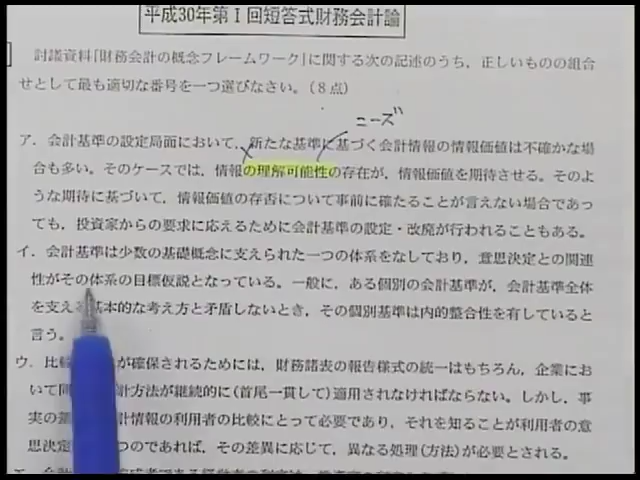 平成30年第Ⅰ回短答式財務会計論
討議資料「財務会計の概念フレームワーク」に関する次の記述のうち，正しいものの組合
せとして最も適切な番号を一つ選びなさい。（8点）
ニーズ
ア．会計基準の設定局面において，新たな基準に基づく会計情報の情報価値は不確かな場
合も多い。そのケースでは，情報の理解可能性の存在が，情報価値を期待させる。そのよ
うな期待に基づいて，情報価値の存否について事前に確たることが言えない場合であっ
ても，投資家からの要求に応えるために会計基準の設定・改廃が行われることもある。
イ．会計基準は少数の基礎概念に支えられた一つの体系をなしており，意思決定との関連
性がその体系の目標仮説となっている。一般に，ある個別の会計基準が，会計基準全体
を支える基本的な考え方と矛盾しないとき，その個別基準は内的整合性を有していると
言う。
ウ．比較 が確保されるためには，財務諸表の報告様式の統一はもちろん，企業にお
いて同 計方法が継続的に（首尾一貫して）適用されなければならない。しかし，事
実の差 計情報の利用者の比較にとって必要であり，それを知ることが利用者の意
思決定 つのであれば，その差異に応じて，異なる処理（方法）が必要とされる。